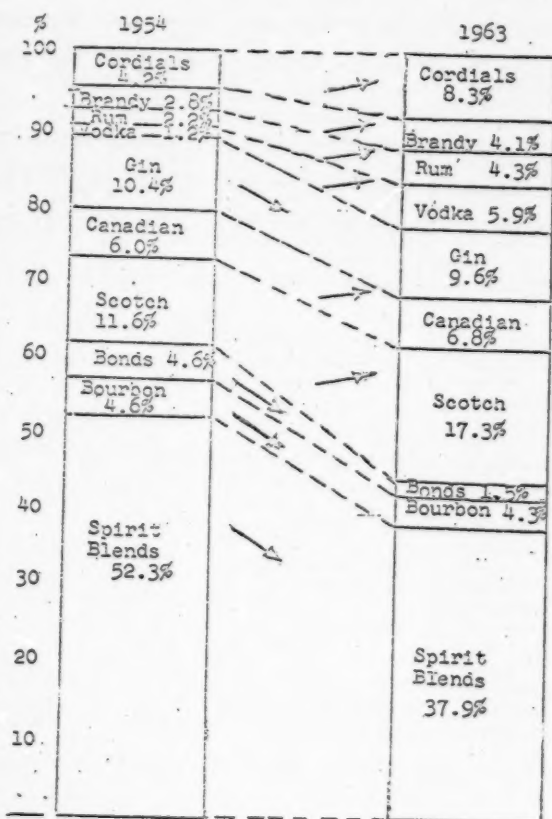 %
1954
1963
100
90
80
70
60
50
40
30
20
10
Cordials
4.2%
Brandy 2.8%
Rum 2.2%
Vodka 1.2%
Gin
10.4%
Canadian
6.0%
Scotch
11.6%
Bonds 4.6%
Bourbon
4.6%
Spirit
Blends
52.3%
Cordials
8.3%
Brandy 4.1%
Rum 4.3%
Vodka 5.9%
Gin
9.6%
Canadian
6.8%
Scotch
17.3%
Bonds 1.5%
Bourbon 4.3%
Spirit
Blends
37.9%